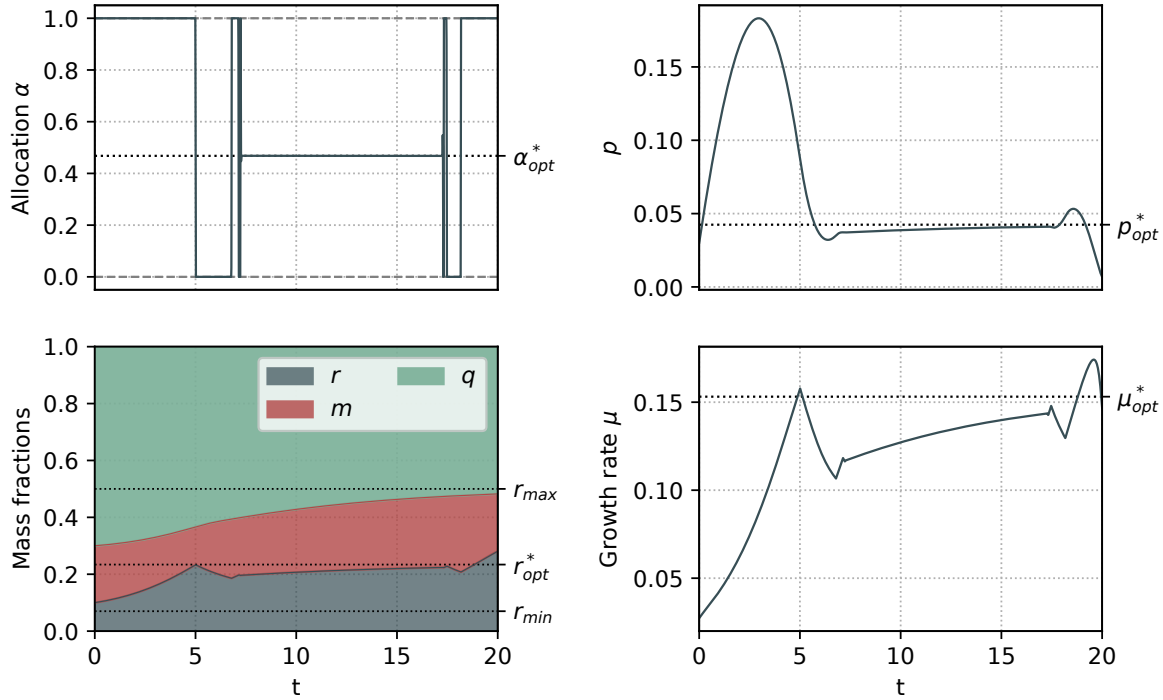 Allocation α
1.0
0.8
0.6
0.4
0.2
0.0
α*opt
p
0.15
0.10
0.05
0.00
p*opt
Mass fractions
1.0
0.8
0.6
0.4
0.2
0.0
r
m
q
rmax
r*opt
rmin
0
5
10
15
20
t
Growth rate μ
0.15
0.10
0.05
μ*opt
0
5
10
15
20
t